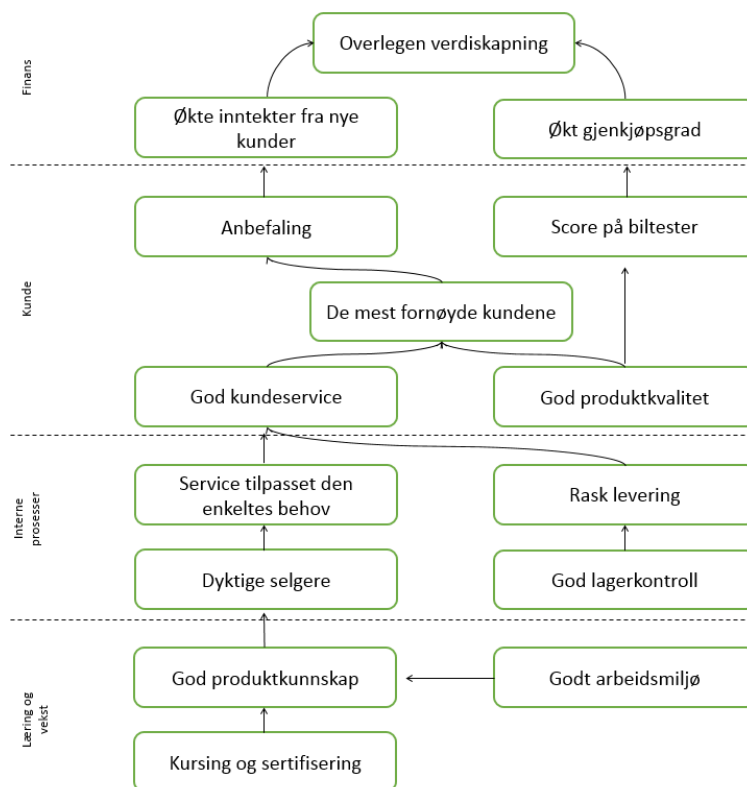 Overlegen verdiskapning
Finans
Økte inntekter fra nye
kunder
Økt gjenkjøpsgrad
Anbefaling
Score på biltester
Kunde
De mest fornøyde kundene
God kundeservice
God produktkvalitet
Interne
prosesser
Service tilpasset den
enkeltes behov
Rask levering
Dyktige selgere
God lagerkontroll
Læring og
vekst
God produktkunnskap
Godt arbeidsmiljø
Kursing og sertifisering